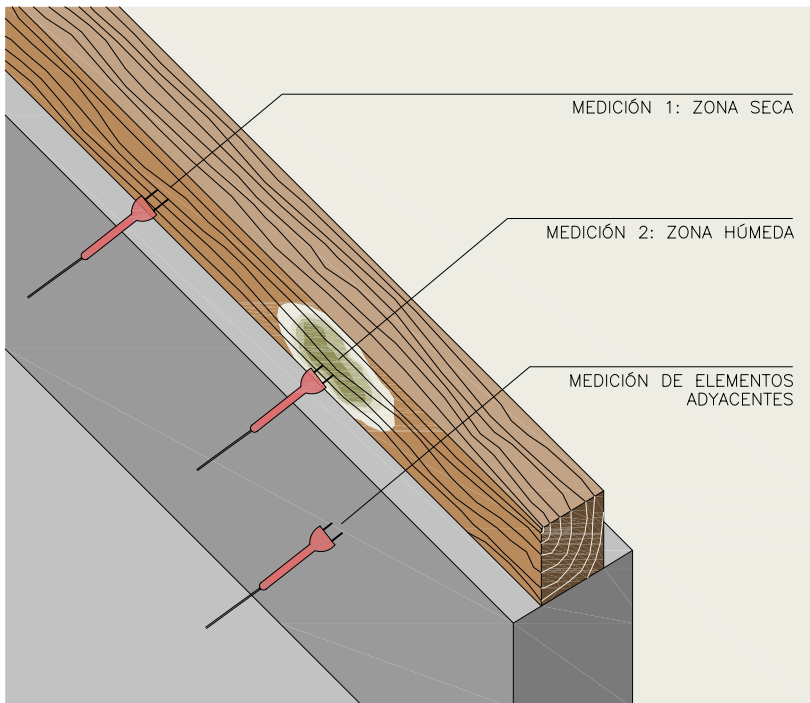 MEDICIÓN 1: ZONA SECA
MEDICIÓN 2: ZONA HÚMEDA
MEDICIÓN DE ELEMENTOS
ADYACENTES